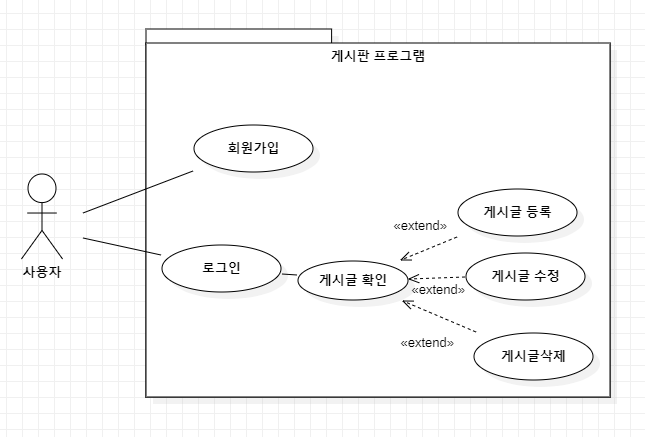 게시판 프로그램
회원가입
게시글 등록
«extend»
사용자
로그인
게시글 확인
게시글 수정
«extend»
«extend»
게시글삭제